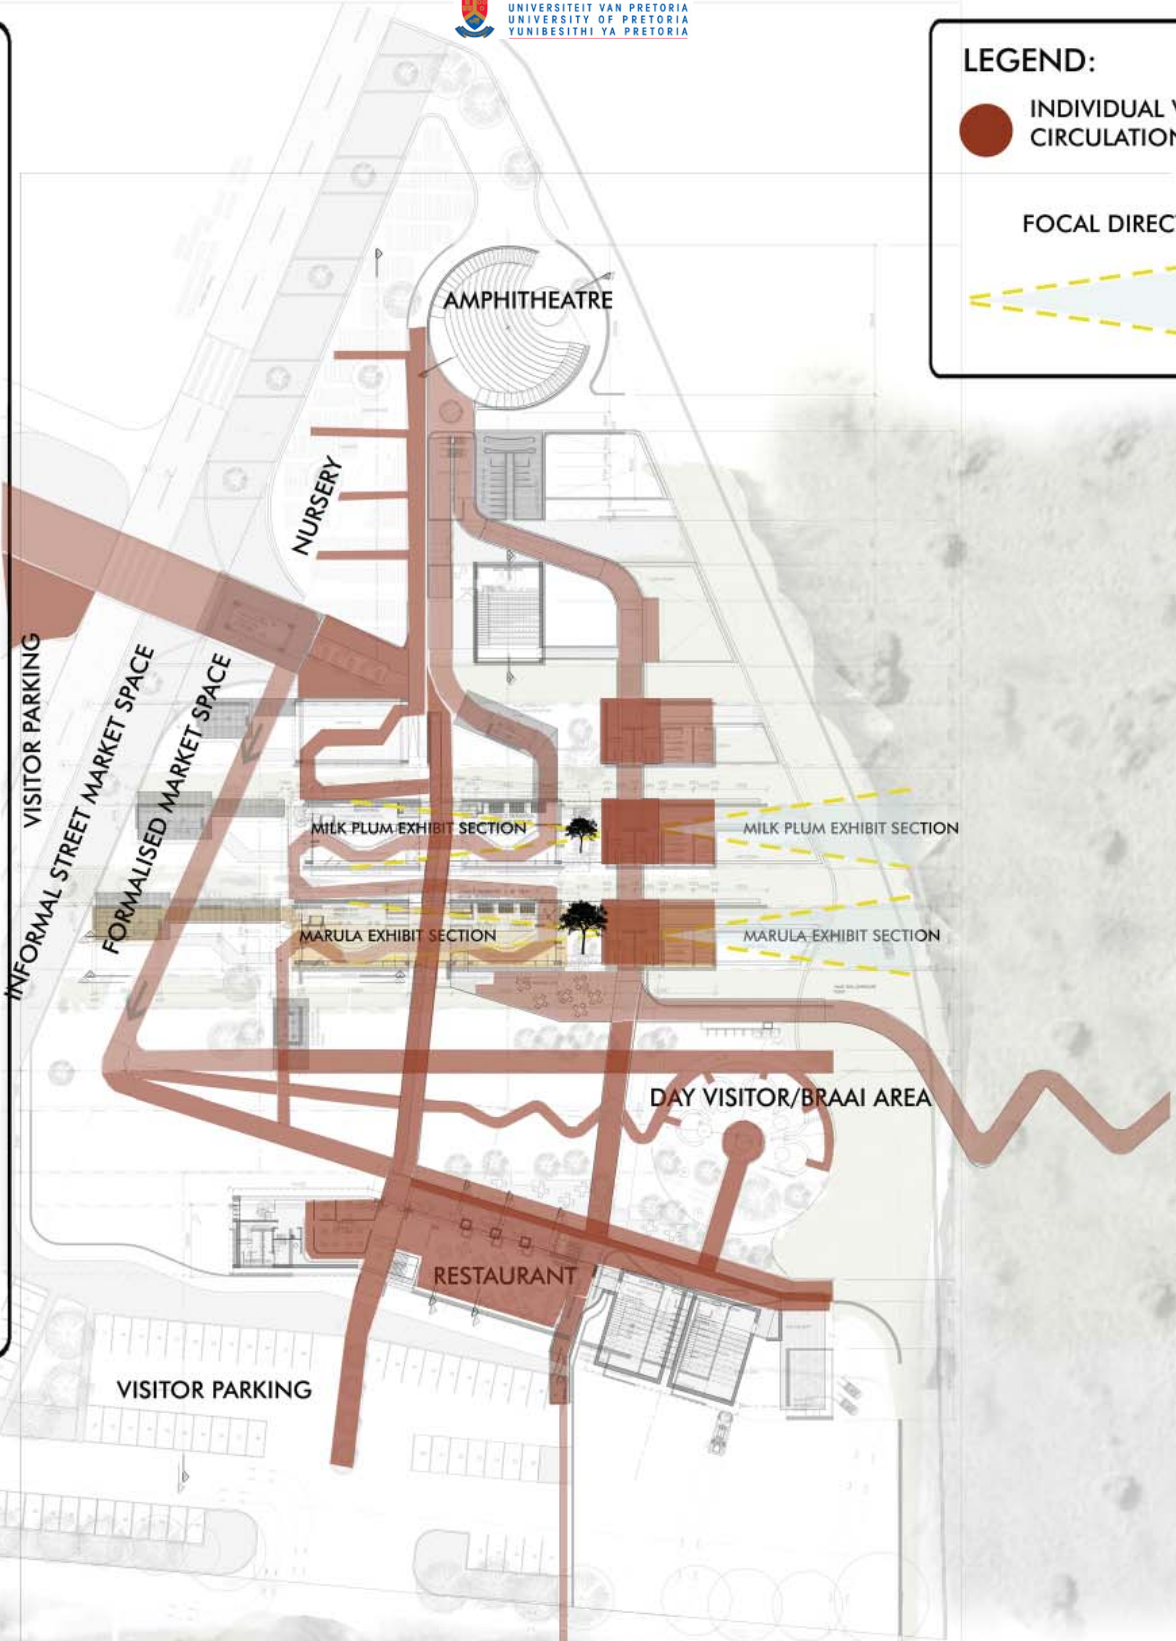 UNIVERSITEIT VAN PRETORIA
UNIVERSITY OF PRETORIA
YUNIBESITHI YA PRETORIA
LEGEND:
INDIVIDUAL
CIRCULATION
FOCAL DIREC
AMPHITHEATRE
NURSERY
VISITOR PARKING
INFORMAL STREET MARKET SPACE
FORMALISED MARKET SPACE
MILK PLUM EXHIBIT SECTION
MILK PLUM EXHIBIT SECTION
MARULA EXHIBIT SECTION
MARULA EXHIBIT SECTION
DAY VISITOR/BRAAI AREA
RESTAURANT
VISITOR PARKING